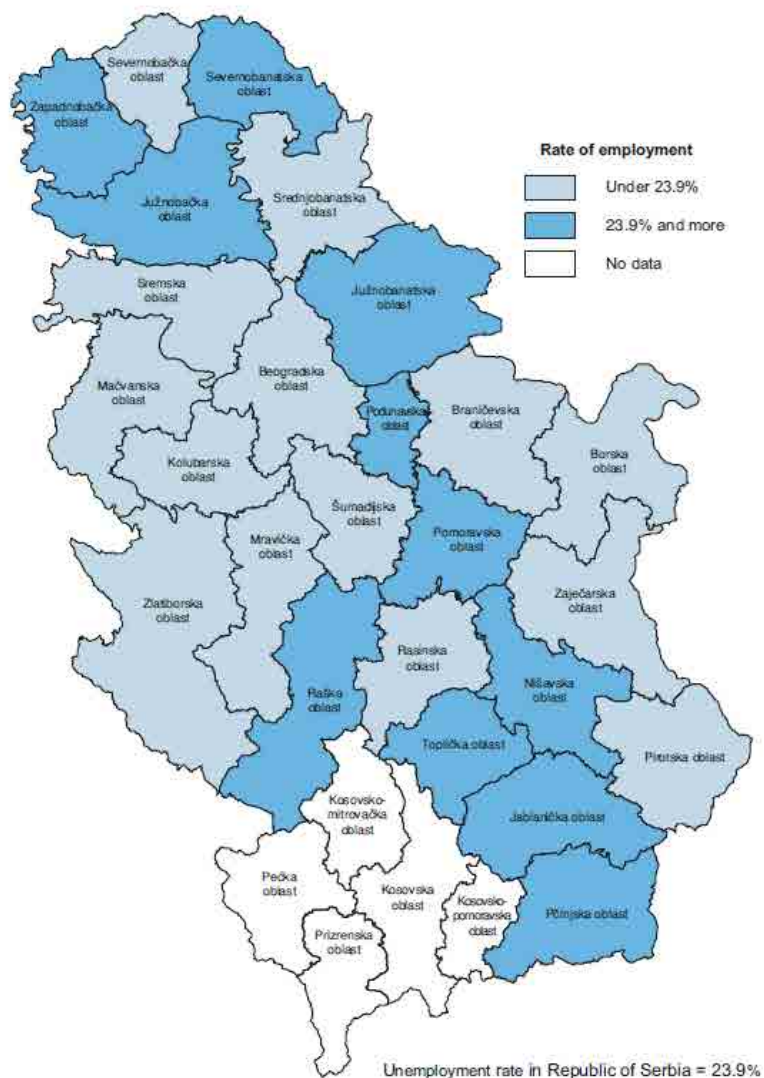 Severnobačka
oblast
Severnobanatska
oblast
Zapadnobačka
oblast
Rate of employment
Under 23.9%
23.9% and more
No data
Južnobačka
oblast
Srednjobanatska
oblast
Sremska
oblast
Južnobanatska
oblast
Beogradska
oblast
Mačvanska
oblast
Podunavska
oblast
Braničevska
oblast
Borska
oblast
Kolubarska
oblast
Šumadijska
oblast
Mravička
oblast
Pomoravska
oblast
Zlatiborska
oblast
Zaječarska
oblast
Rasinska
oblast
Raška
oblast
Nišavska
oblast
Toplička oblast
Pirotska oblast
Kosovsko-
mitrovačka
oblast
Jablanička oblast
Pečka
oblast
Kosovska
oblast
Kosovsko-
pomoravska
oblast
Pčinjska oblast
Prizrenska
oblast
Unemployment rate in Republic of Serbia = 23.9%